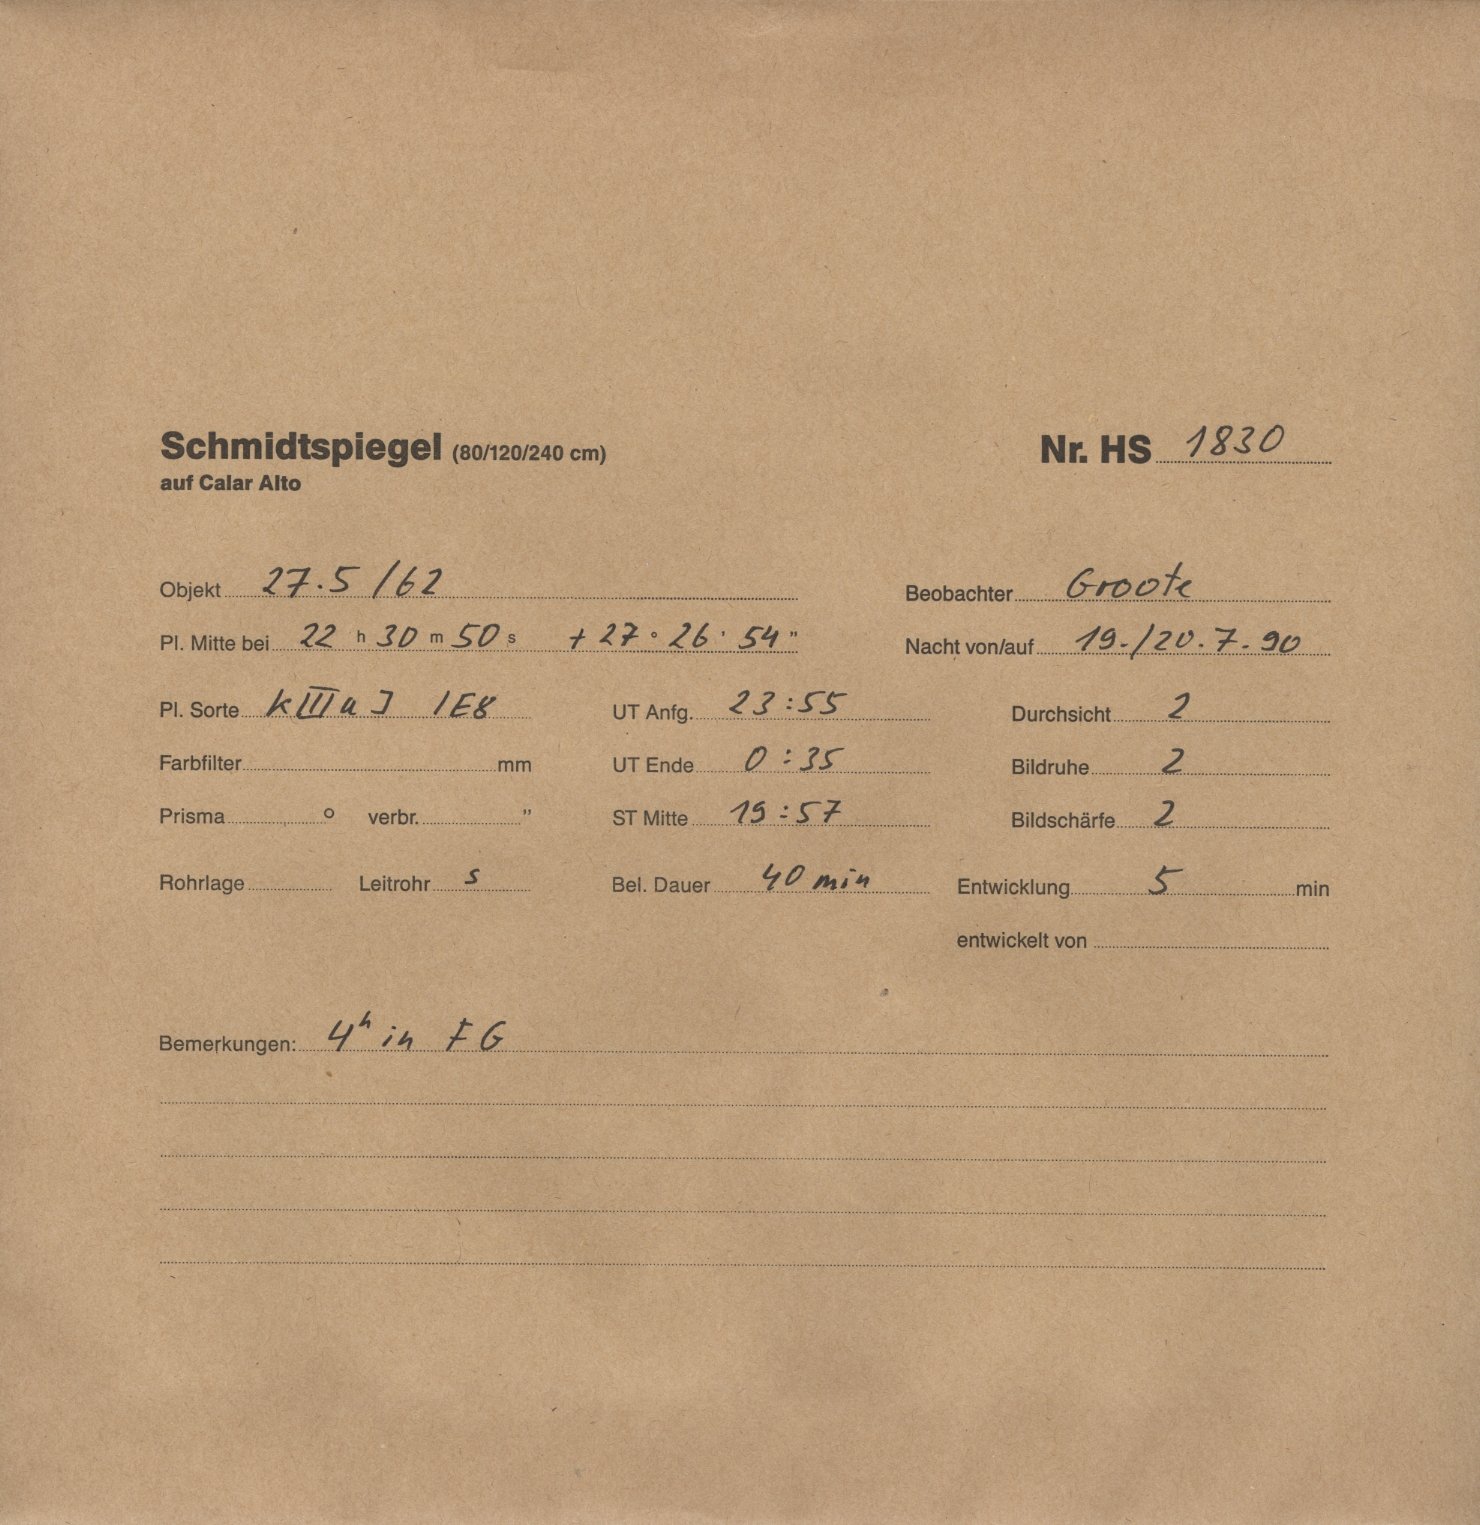 Schmidtspiegel (80/120/240 cm) Nr. HS 1830
auf Calar Alto
Objekt 27.5 /62 Beobachter Groote
Pl. Mitte bei 22 h 30 m 50 s + 27 ° 26 ' 54 " Nacht von/auf 19./20.7.90
Pl. Sorte k III a J IE8 UT Anfg. 23:55 Durchsicht 2
Farbfilter mm UT Ende 0:35 Bildruhe 2
Prisma ° verbr. " ST Mitte 19:57 Bildschärfe 2
Rohrlage Leitrohr s Bel. Dauer 40 min Entwicklung 5 min
entwickelt von
Bemerkungen: 4h in FG